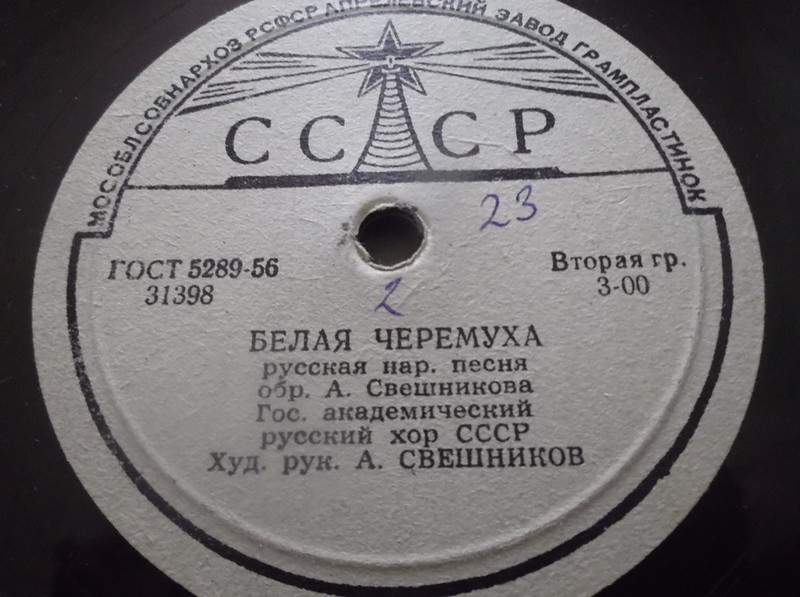 МОСОБЛСОВНАРХОЗ РСФСР АПРЕЛЕВСКИЙ ЗАВОД ГРАМПЛАСТИНОК
СССР
23
ГОСТ 5289-56
31398
Вторая гр.
3-00
2
БЕЛАЯ ЧЕРЕМУХА
русская нар. песня
обр. А. Свешникова
Гос. академический
русский хор СССР
Худ. рук. А. СВЕШНИКОВ